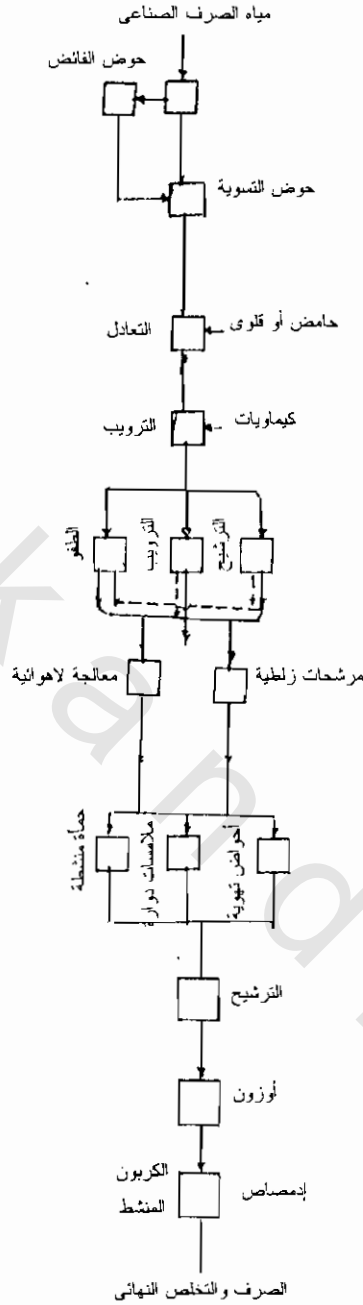 مياه الصرف الصناعى
حوض الفائض
حوض التسوية
حامض أو قلوى
التعادل
كيماويات
الترويب
الترشيح
الترويب
الطفو
مرشحات زلطية
معالجة لاهوائية
أحواض تهوية
ملامسات دوارة
حمأة منشطة
الترشيح
أوزون
إدمصاص
الكربون
المنشط
الصرف والتخلص النهائى